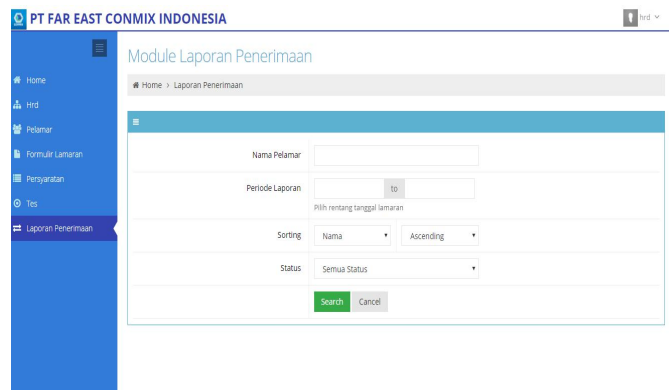 PT FAR EAST CONMIX INDONESIA
hrd
Module Laporan Penerimaan
Home > Laporan Penerimaan
Home
Hrd
Pelamar
Formulir Lamaran
Persyaratan
Tes
Laporan Penerimaan
Nama Pelamar
Periode Laporan to
Pilih rentang tanggal lamaran
Sorting Nama Ascending
Status Semua Status
Search Cancel